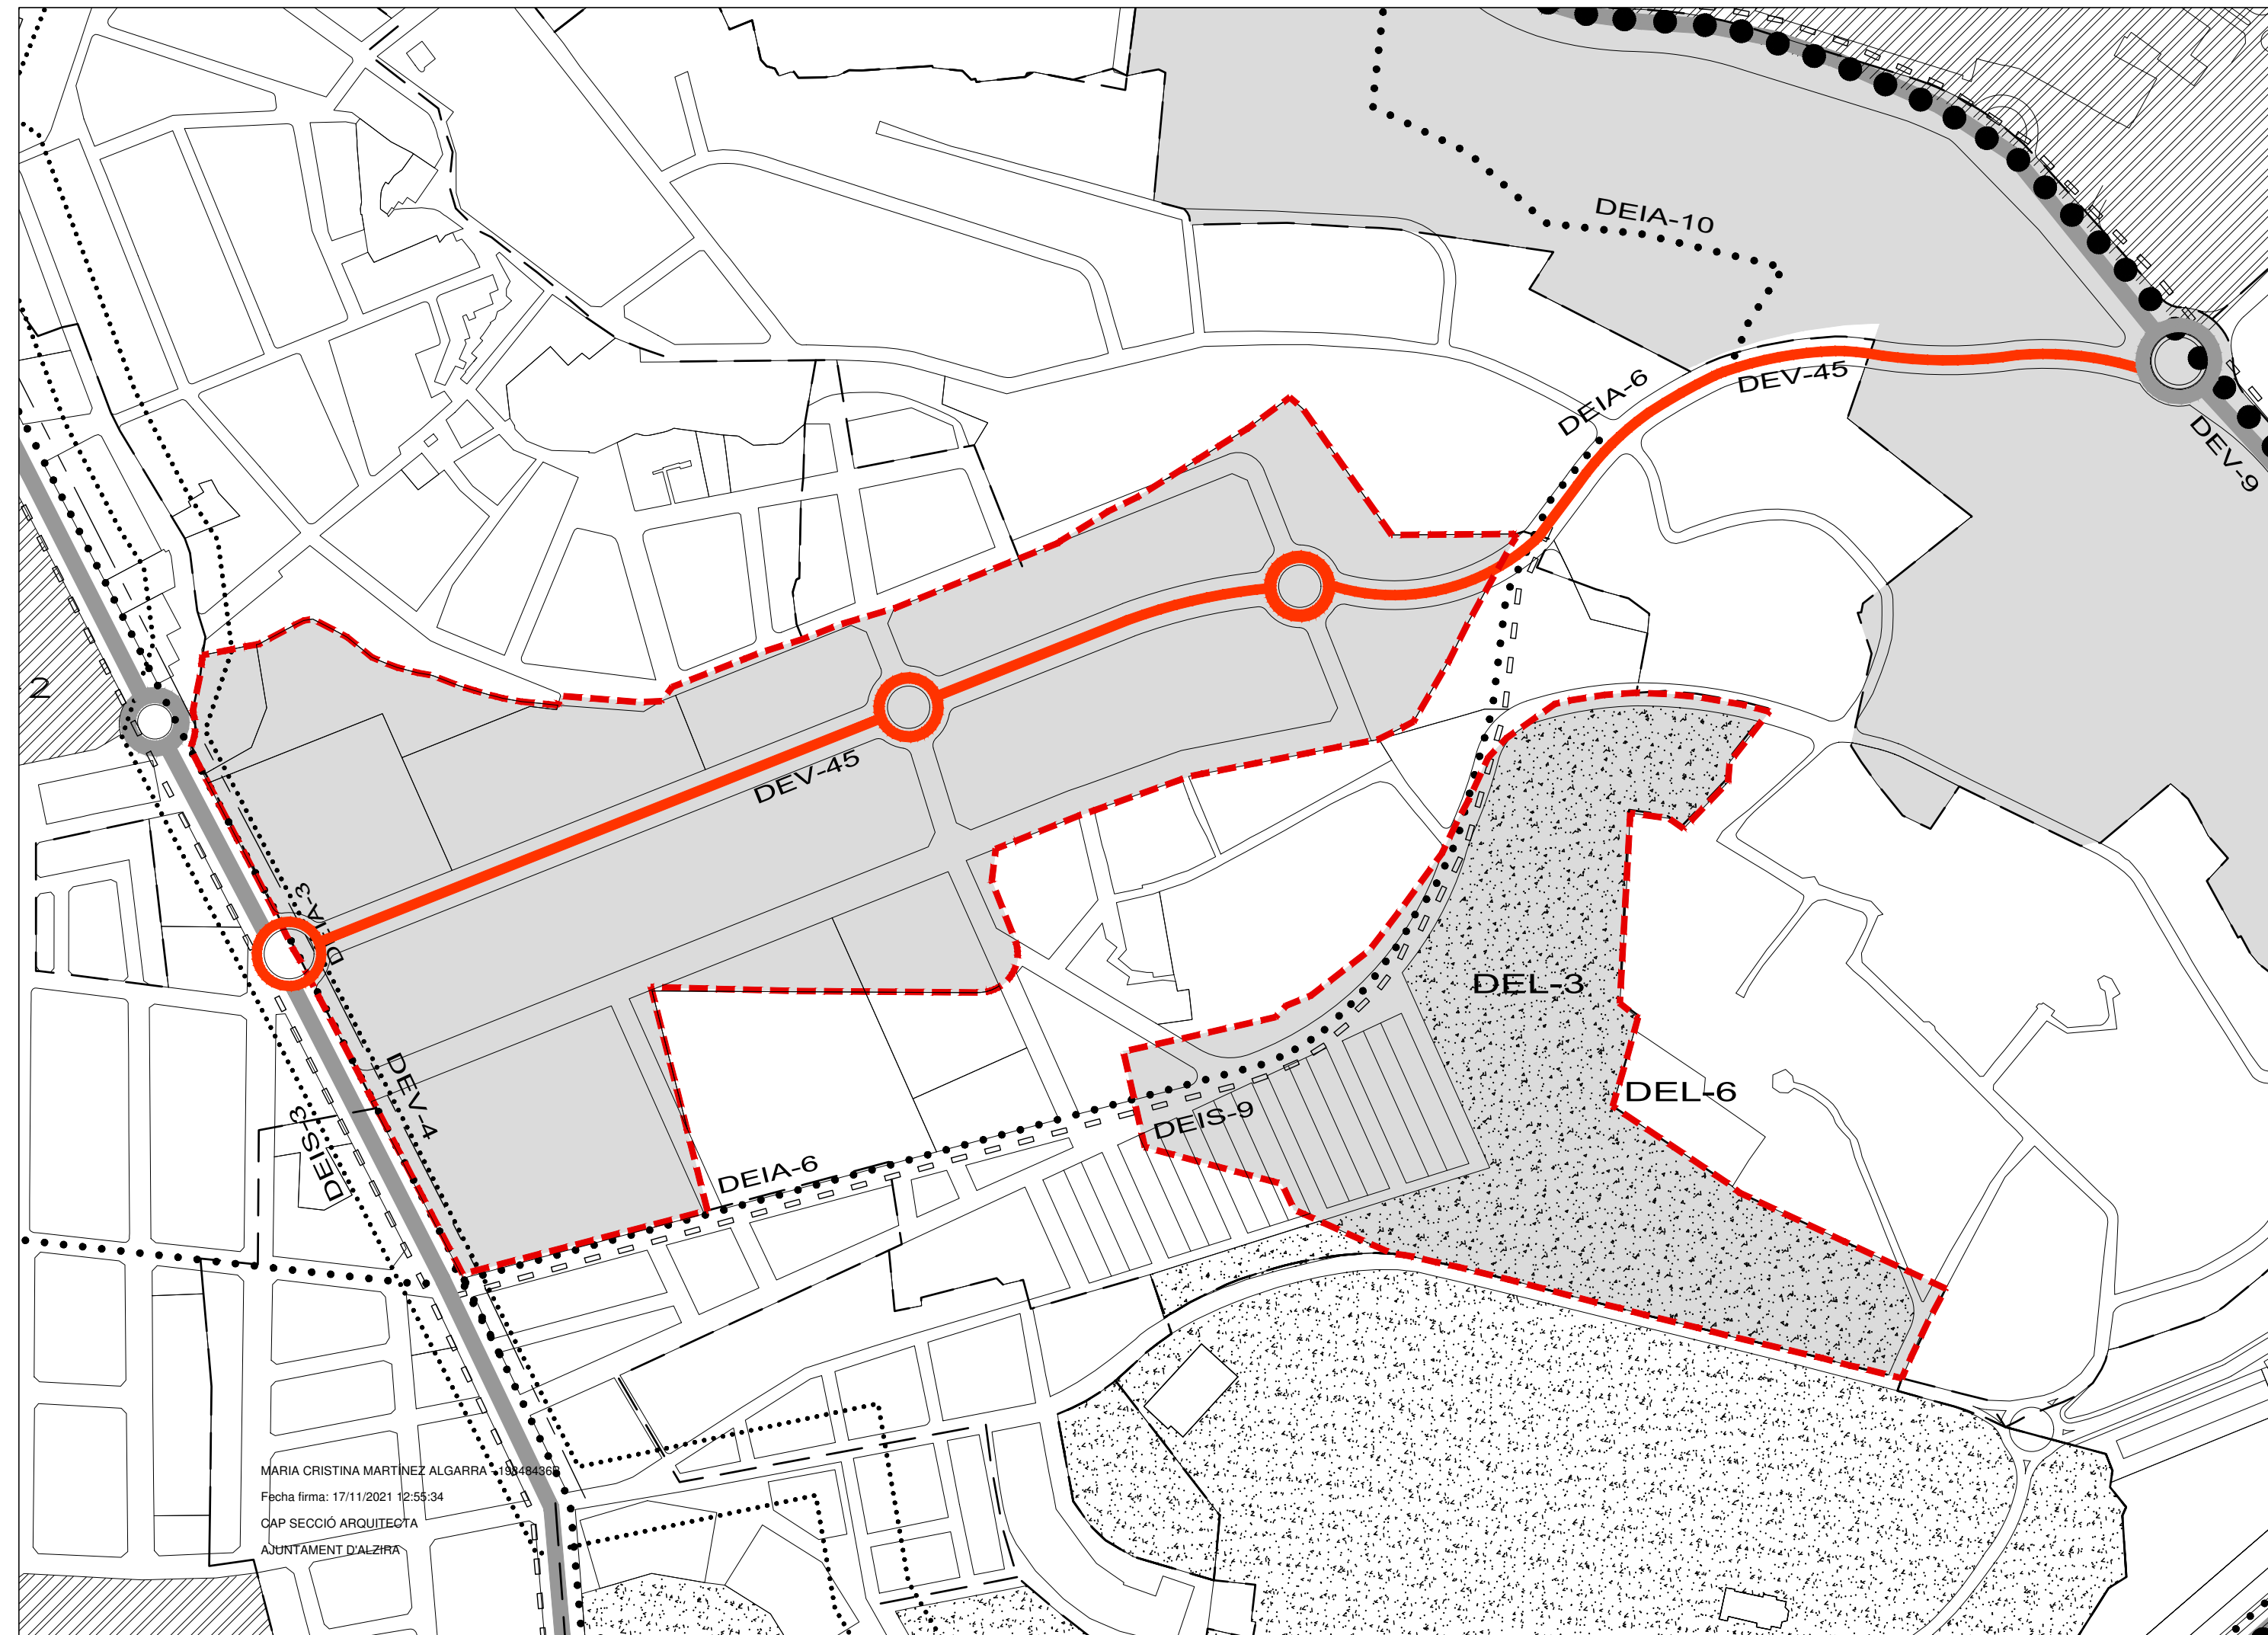 DEIA-10
DEIA-6
DEV-45
DEV-9
2
DEV-45
DEIA-3
DEL-3
DEV-4
DEL-6
DEIS-9
DEIS-3
DEIA-6
MARIA CRISTINA MARTÍNEZ ALGARRA -
Fecha firma: 17/11/2021 12:55:34
CAP SECCIÓ ARQUITECTA
AJUNTAMENT D'ALZIRA